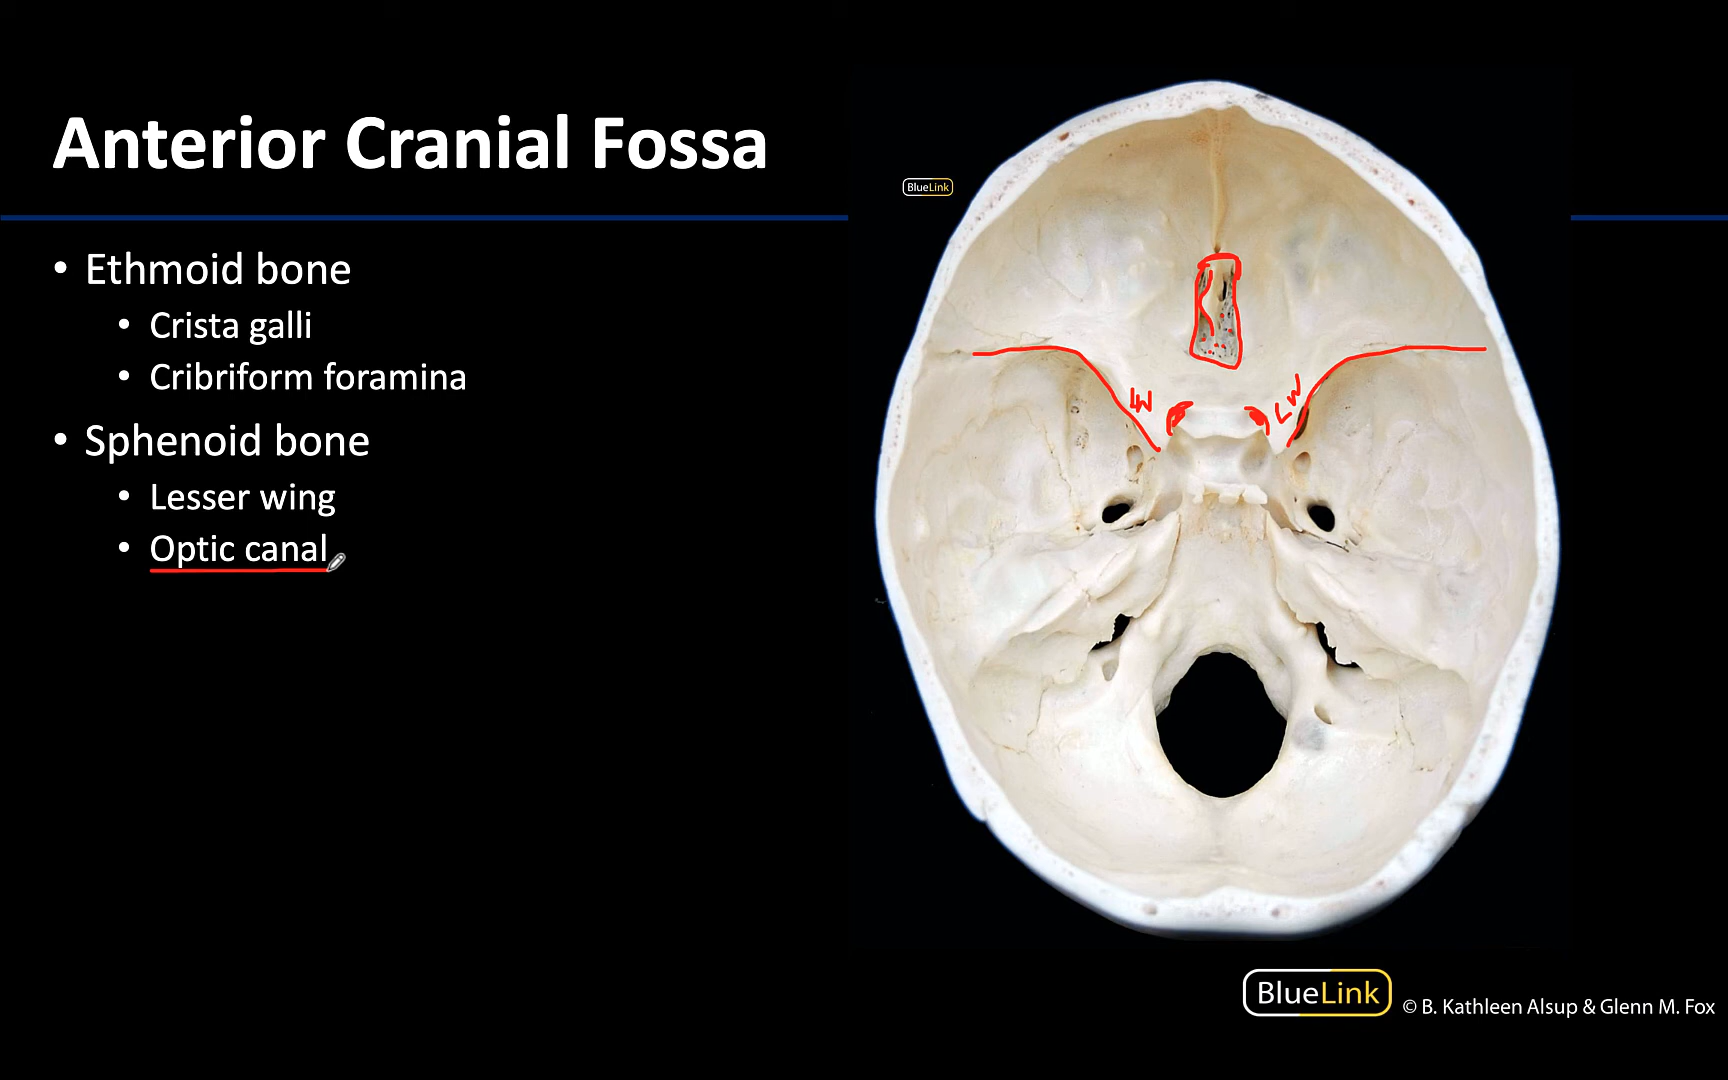 Anterior Cranial Fossa
BlueLink
• Ethmoid bone
• Crista galli
• Cribriform foramina
• Sphenoid bone
• Lesser wing
• Optic canal
LW
LW
BlueLink
© B. Kathleen Alsup & Glenn M. Fox